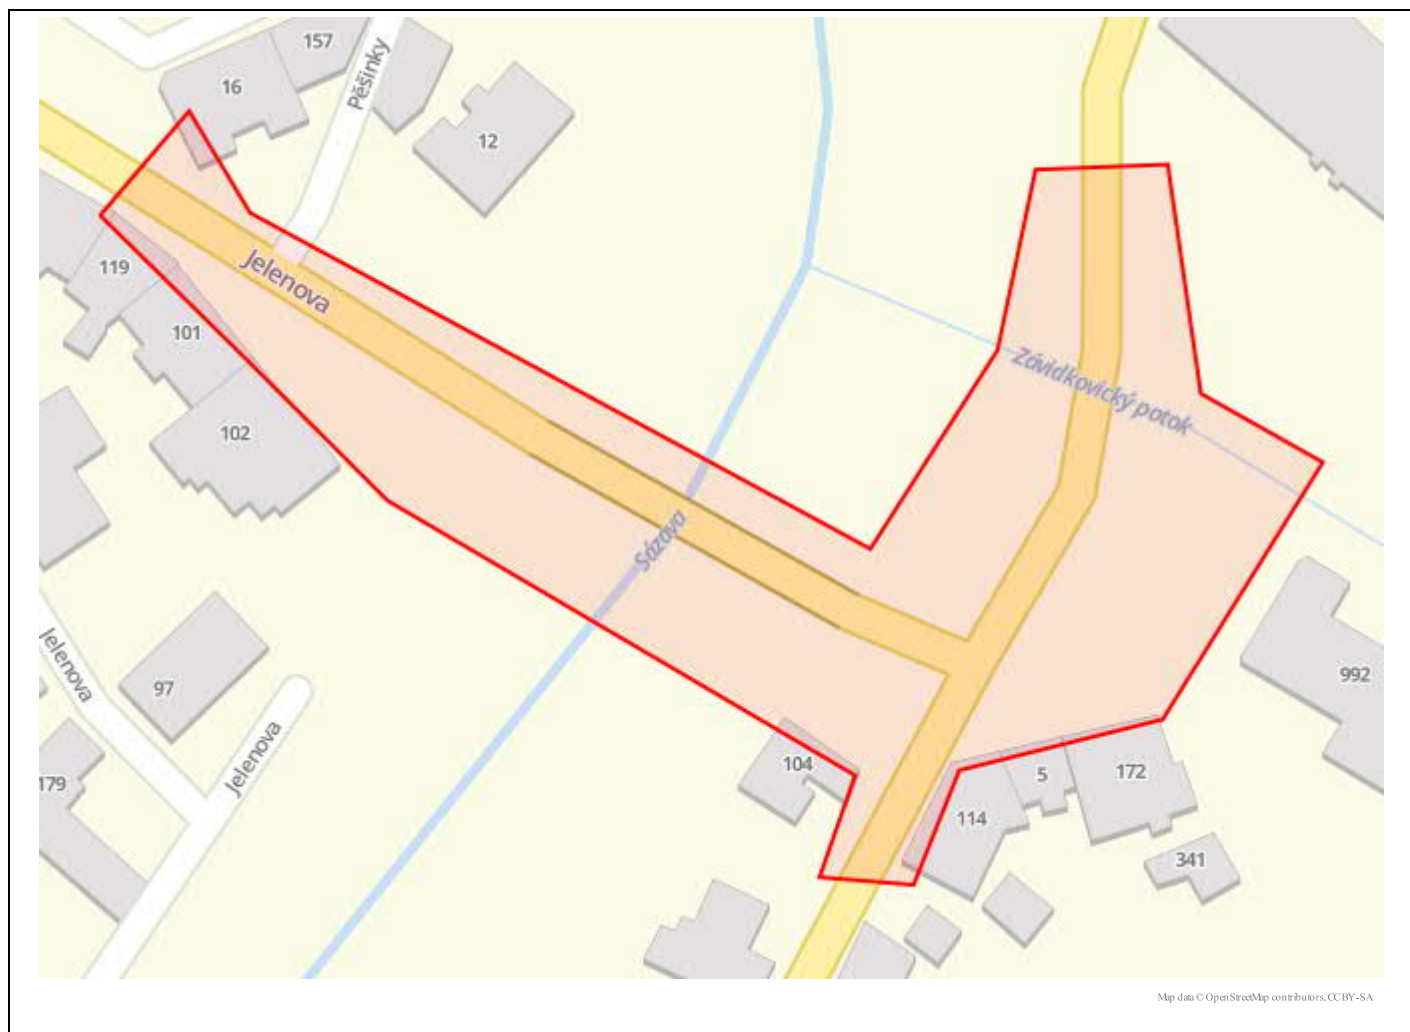 157
16
Pěšinky
12
119
Jelenova
101
102
Závidkovický potok
Sázava
Jelenova
97
Jelenova
179
104
992
5
172
114
341
Map data © OpenStreetMap contributors, CC BY-SA